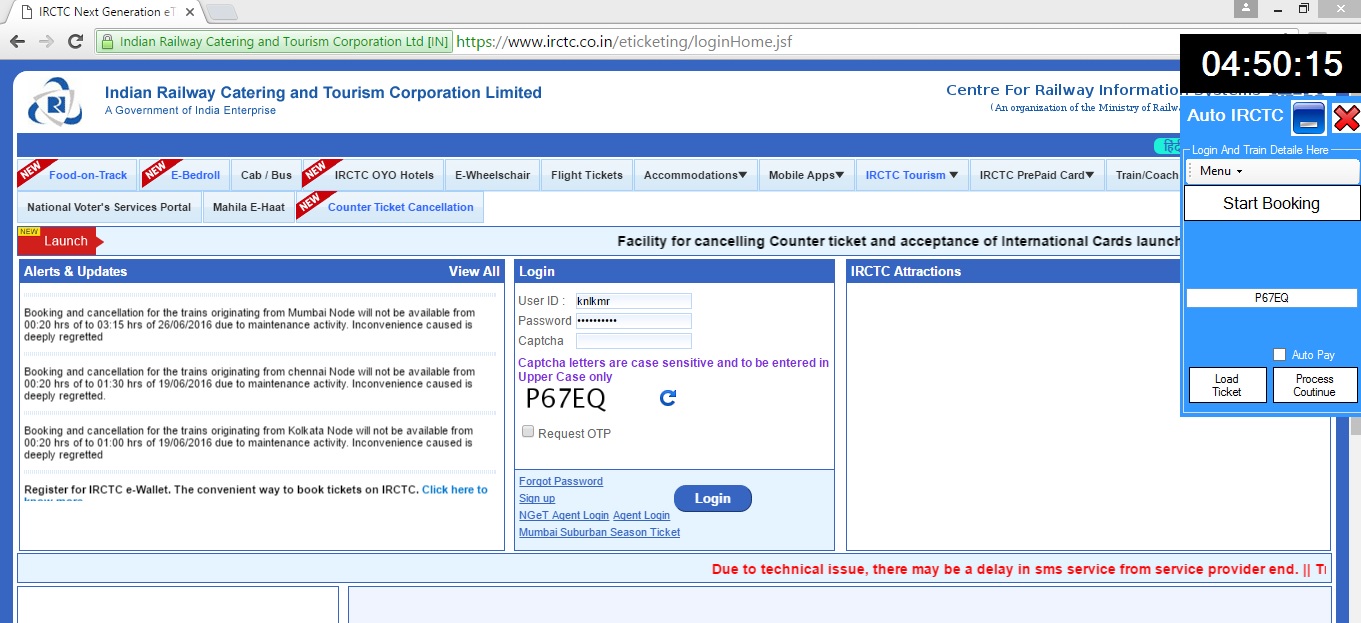 IRCTC Next Generation eT
Indian Railway Catering and Tourism Corporation Ltd [IN] https://www.irctc.co.in/eticketing/loginHome.jsf
04:50:15
Indian Railway Catering and Tourism Corporation Limited
A Government of India Enterprise
Centre For Railway Informatio
(An organization of the Ministry of Railw
Auto IRCTC
Login And Train Detaile Here
Menu
Start Booking
P67EQ
Auto Pay
Load Ticket
Process Coutinue
NEW Food-on-Track NEW E-Bedroll Cab / Bus NEW IRCTC OYO Hotels E-Wheelschair Flight Tickets Accommodations▼ Mobile Apps▼ IRCTC Tourism ▼ IRCTC PrePaid Card▼ Train/Coach
National Voter's Services Portal Mahila E-Haat NEW Counter Ticket Cancellation
NEW
Launch
Facility for cancelling Counter ticket and acceptance of International Cards launch
Alerts & Updates View All
Booking and cancellation for the trains originating from Mumbai Node will not be available from
00:20 hrs of to 03:15 hrs of 26/06/2016 due to maintenance activity. Inconvenience caused is
deeply regretted
Booking and cancellation for the trains originating from chennai Node will not be available from
00:20 hrs of to 01:30 hrs of 19/06/2016 due to maintenance activity. Inconvenience caused is
deeply regretted.
Booking and cancellation for the trains originating from Kolkata Node will not be available from
00:20 hrs of to 01:00 hrs of 19/06/2016 due to maintenance activity. Inconvenience caused is
deeply regretted
Register for IRCTC e-Wallet. The convenient way to book tickets on IRCTC. Click here to
know more
Login
User ID : knlkmr
Password ••••••••••
Captcha
Captcha letters are case sensitive and to be entered in
Upper Case only
P67EQ
Request OTP
Forgot Password
Sign up
NGeT Agent Login Agent Login
Mumbai Suburban Season Ticket
Login
IRCTC Attractions
Due to technical issue, there may be a delay in sms service from service provider end. || Tr